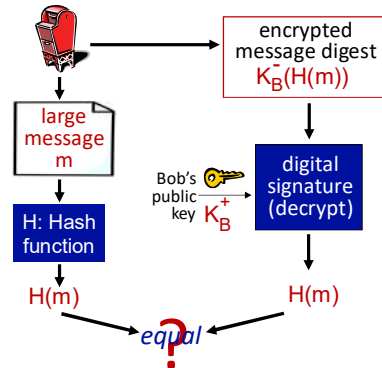 encrypted
message digest
K_B^-(H(m))
large
message
m
H: Hash
function
Bob's
public
key
K_B^+
digital
signature
(decrypt)
H(m)
H(m)
equal
?